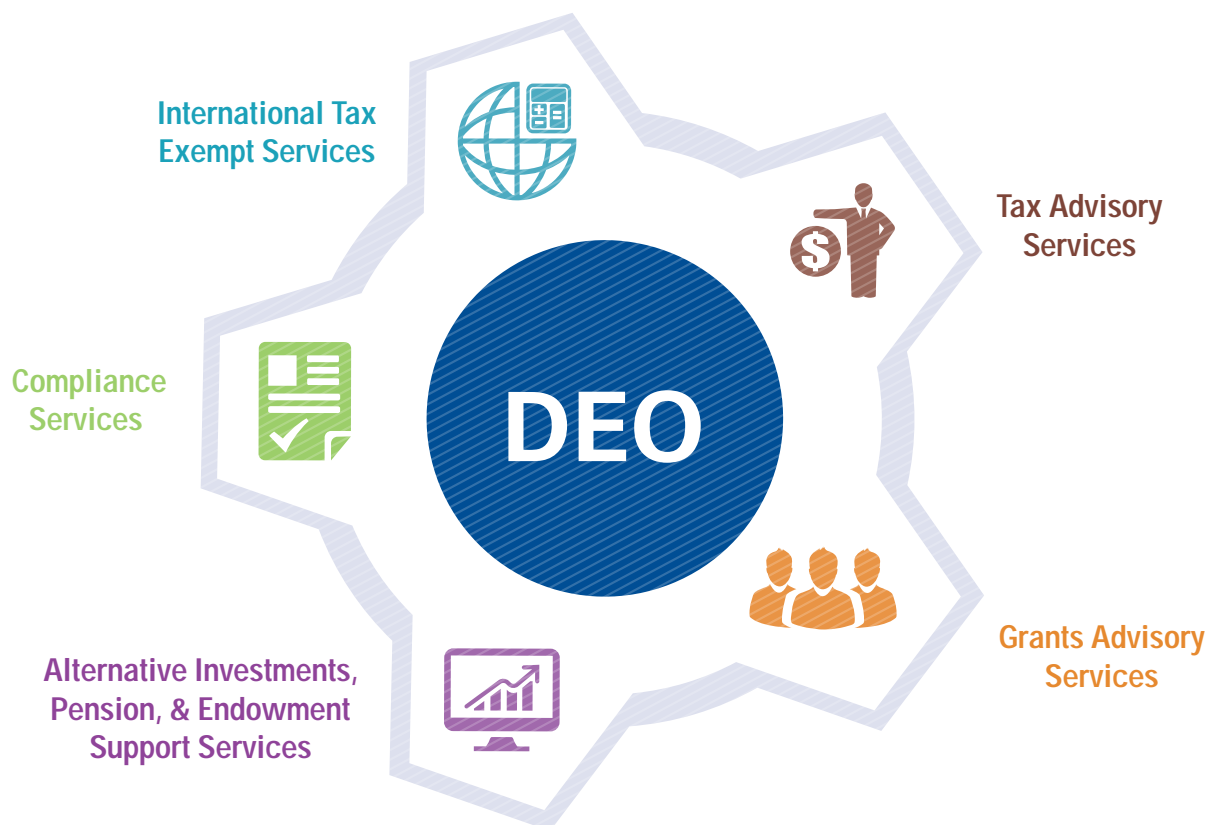 International Tax
Exempt Services
Tax Advisory
Services
Compliance
Services
DEO
Grants Advisory
Services
Alternative Investments,
Pension, & Endowment
Support Services